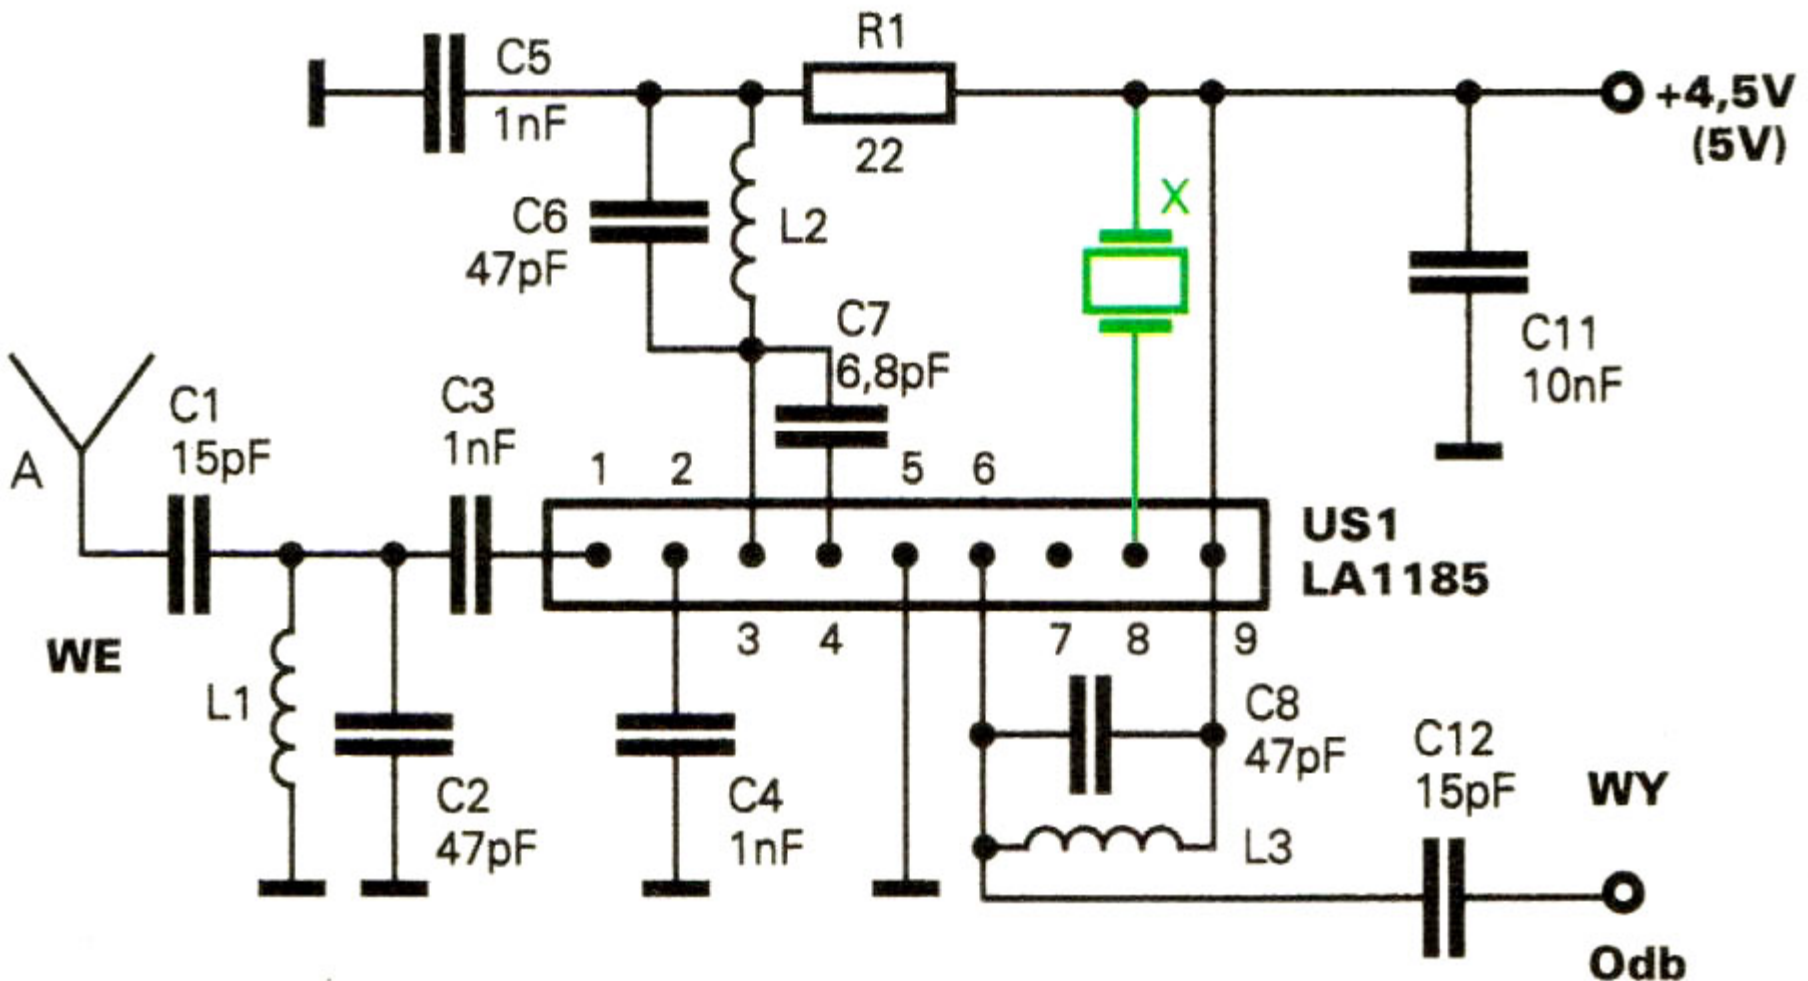 C5
1nF
R1
22
+4,5V
(5V)
C6
47pF
L2
X
C7
6,8pF
C11
10nF
A
C1
15pF
C3
1nF
1
2
5
6
US1
LA1185
WE
3
4
7
8
9
L1
C2
47pF
C4
1nF
C8
47pF
L3
C12
15pF
WY
Odb